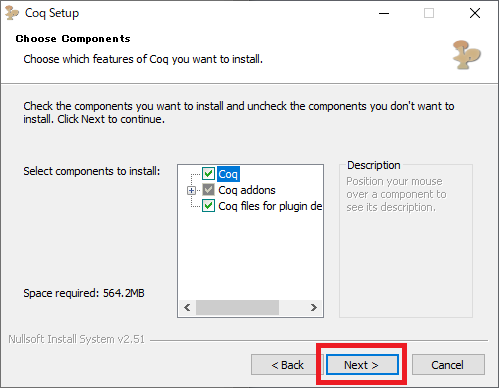 Coq Setup
Choose Components
Choose which features of Coq you want to install.
Check the components you want to install and uncheck the components you don't want to
install. Click Next to continue.
Select components to install:
Coq
Coq addons
Coq files for plugin de
Description
Position your mouse
over a component to
see its description.
Space required: 564.2MB
Nullsoft Install System v2.51
< Back
Next >
Cancel